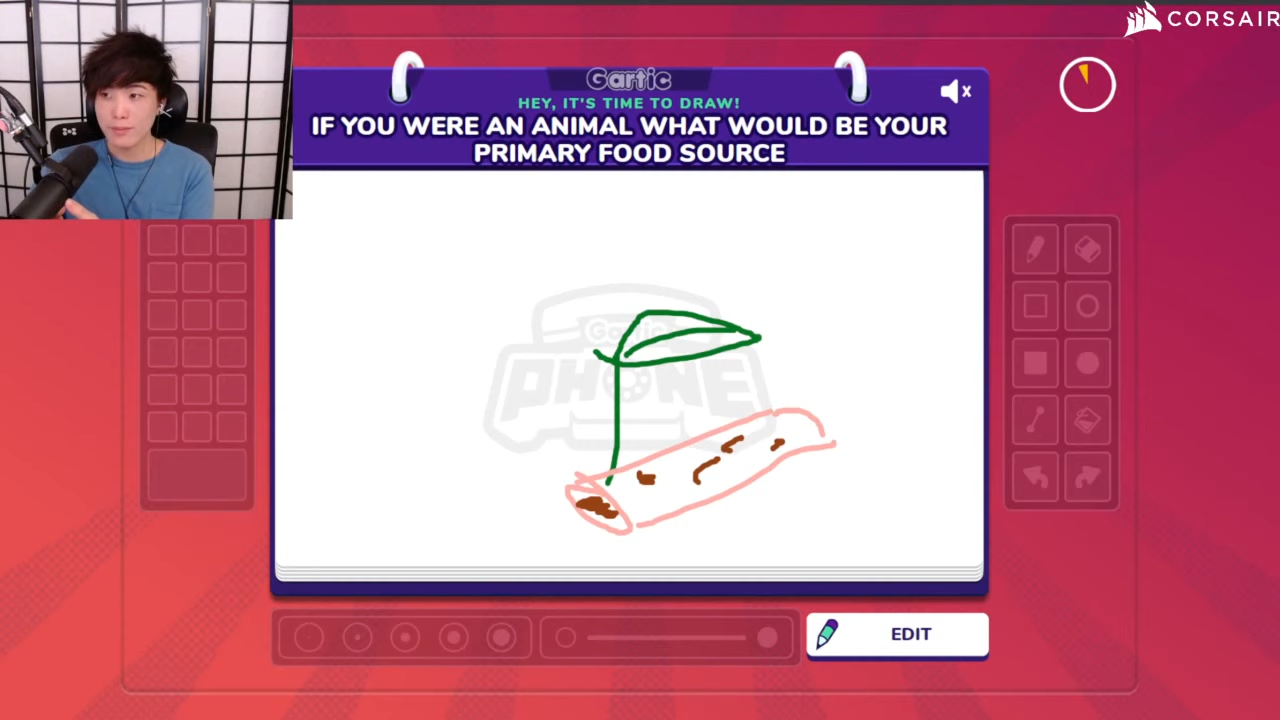 CORSAIR
Gartic
HEY, IT'S TIME TO DRAW!
IF YOU WERE AN ANIMAL WHAT WOULD BE YOUR
PRIMARY FOOD SOURCE
Gartic
PHONE
EDIT